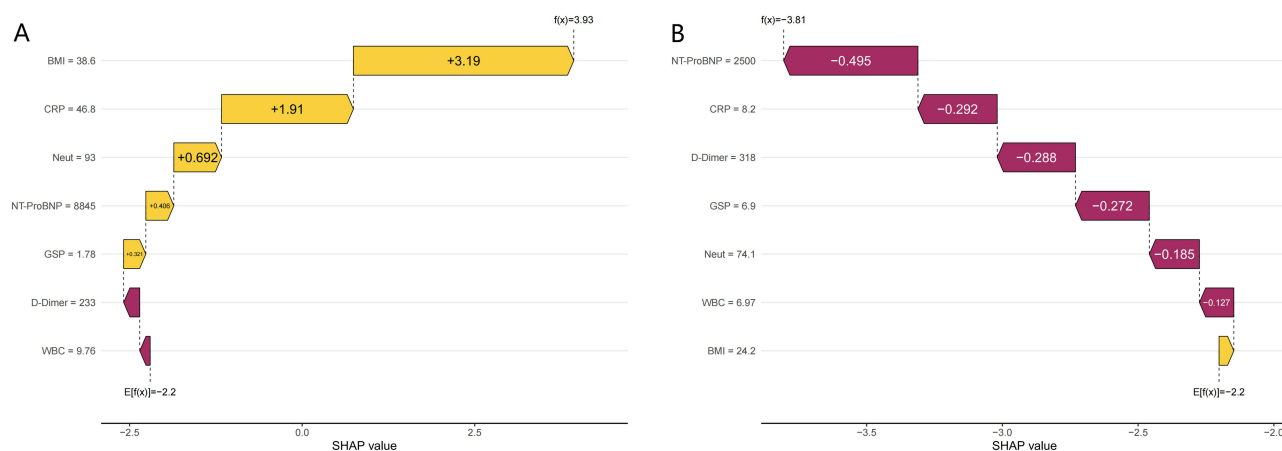 A
f(x)=3.93
BMI = 38.6
+3.19
CRP = 46.8
+1.91
Neut = 93
+0.692
NT-ProBNP = 8845
+0.406
GSP = 1.78
+0.321
D-Dimer = 233
WBC = 9.76
E[f(x)]=−2.2
−2.5
0.0
2.5
SHAP value
B
f(x)=−3.81
NT-ProBNP = 2500
−0.495
CRP = 8.2
−0.292
D-Dimer = 318
−0.288
GSP = 6.9
−0.272
Neut = 74.1
−0.185
WBC = 6.97
−0.127
BMI = 24.2
E[f(x)]=−2.2
−3.5
−3.0
−2.5
−2.0
SHAP value